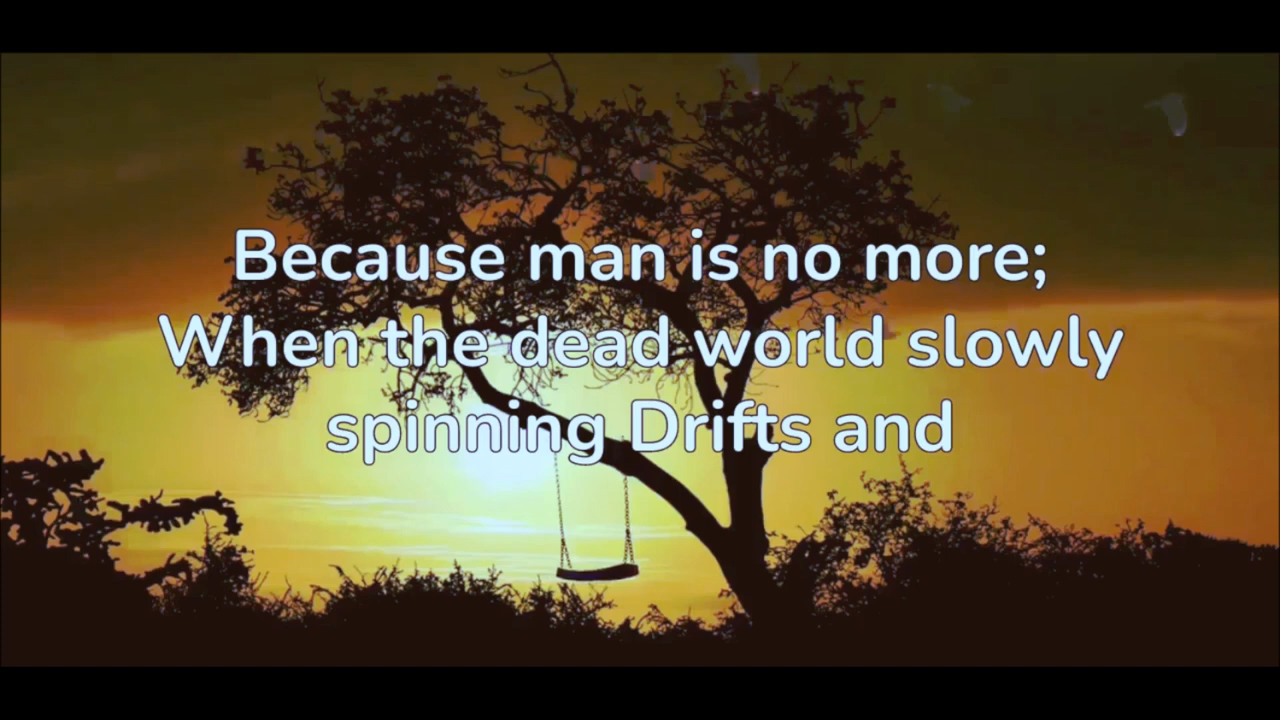 Because man is no more;
When the dead world slowly
spinning Drifts and